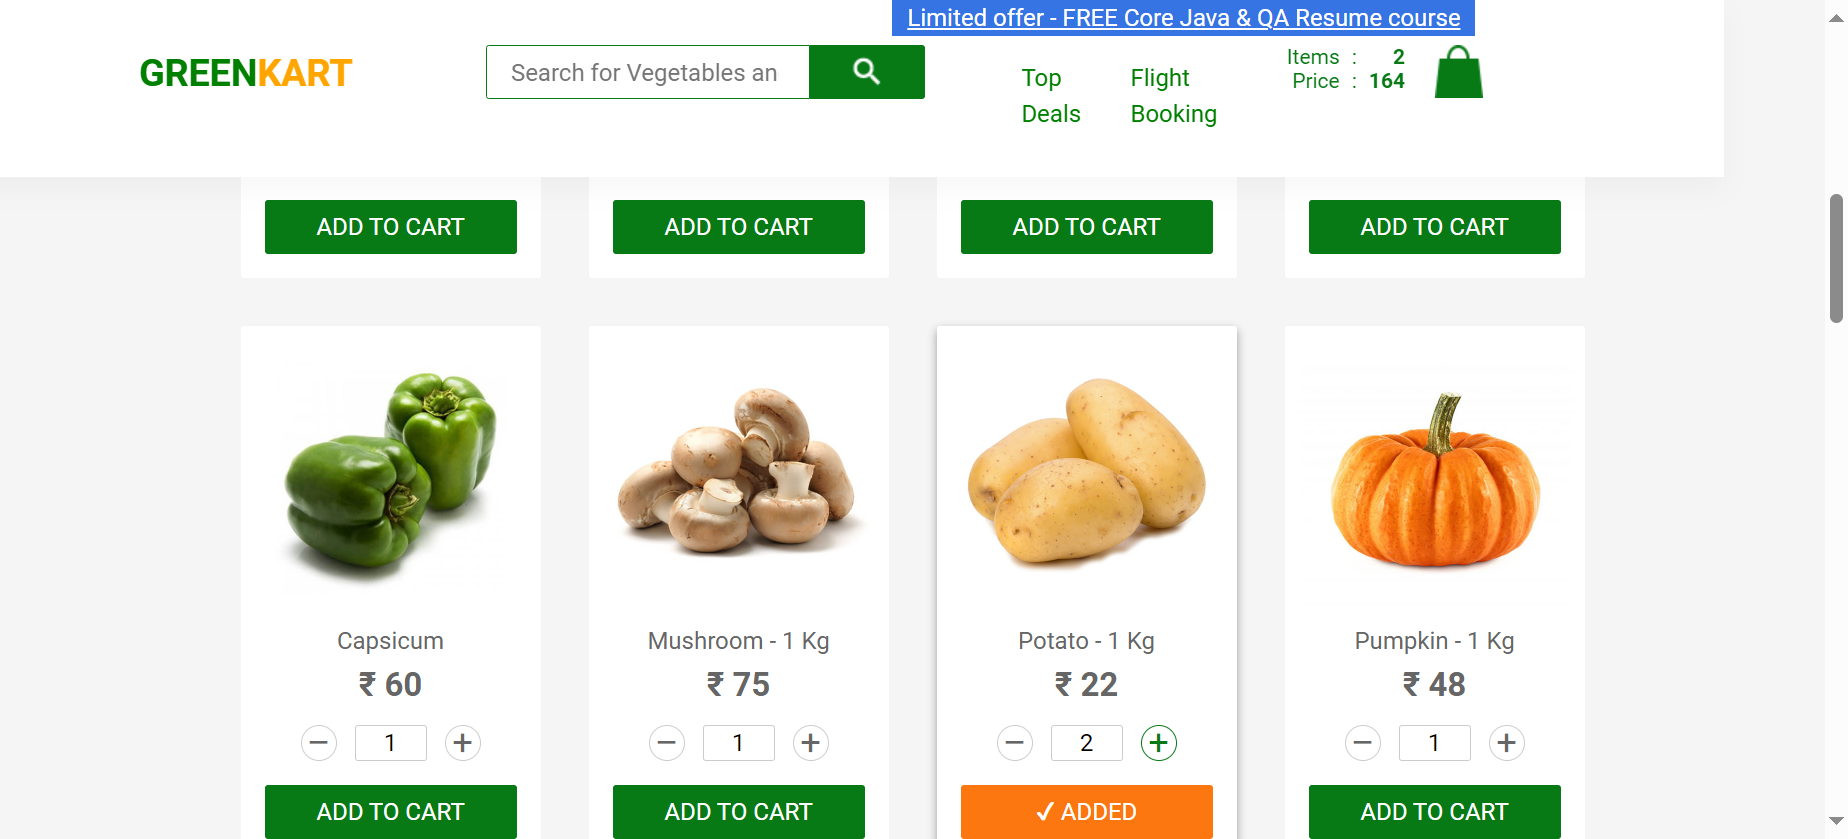 Limited offer - FREE Core Java & QA Resume course
GREENKART
Search for Vegetables an
Top Deals
Flight Booking
Items : 2
Price : 164
ADD TO CART
ADD TO CART
ADD TO CART
ADD TO CART
Capsicum
₹ 60
− 1 +
ADD TO CART
Mushroom - 1 Kg
₹ 75
− 1 +
ADD TO CART
Potato - 1 Kg
₹ 22
− 2 +
✓ ADDED
Pumpkin - 1 Kg
₹ 48
− 1 +
ADD TO CART